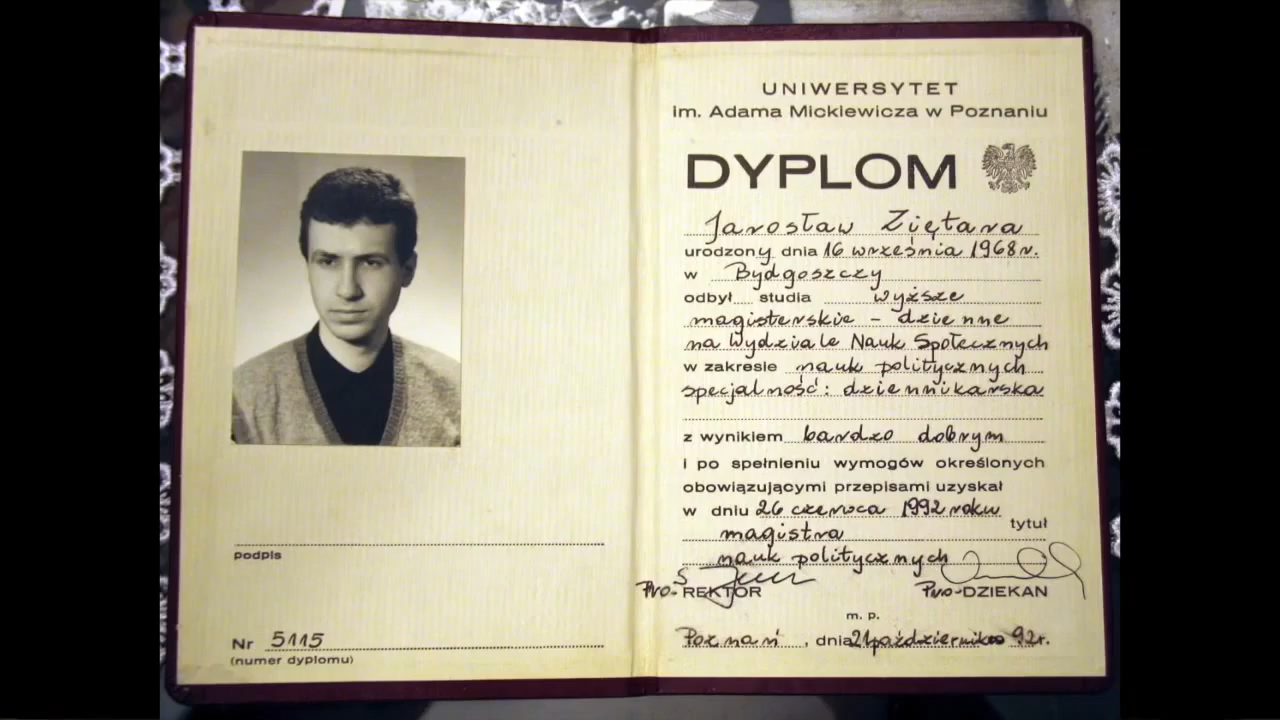 podpis
Nr 5115
(numer dyplomu)
UNIWERSYTET
im. Adama Mickiewicza w Poznaniu
DYPLOM
Jarosław Ziętara
urodzony dnia 16 września 1968 r.
w Bydgoszczy
odbył studia wyższe
magisterskie – dzienne
na Wydziale Nauk Społecznych
w zakresie nauk politycznych
specjalność: dziennikarska
z wynikiem bardzo dobrym
i po spełnieniu wymogów określonych
obowiązującymi przepisami uzyskał
w dniu 26 czerwca 1992 roku
tytuł
magistra
nauk politycznych
Pro-REKTOR Pro-DZIEKAN
m. p.
Poznań, dnia 21 października 92 r.